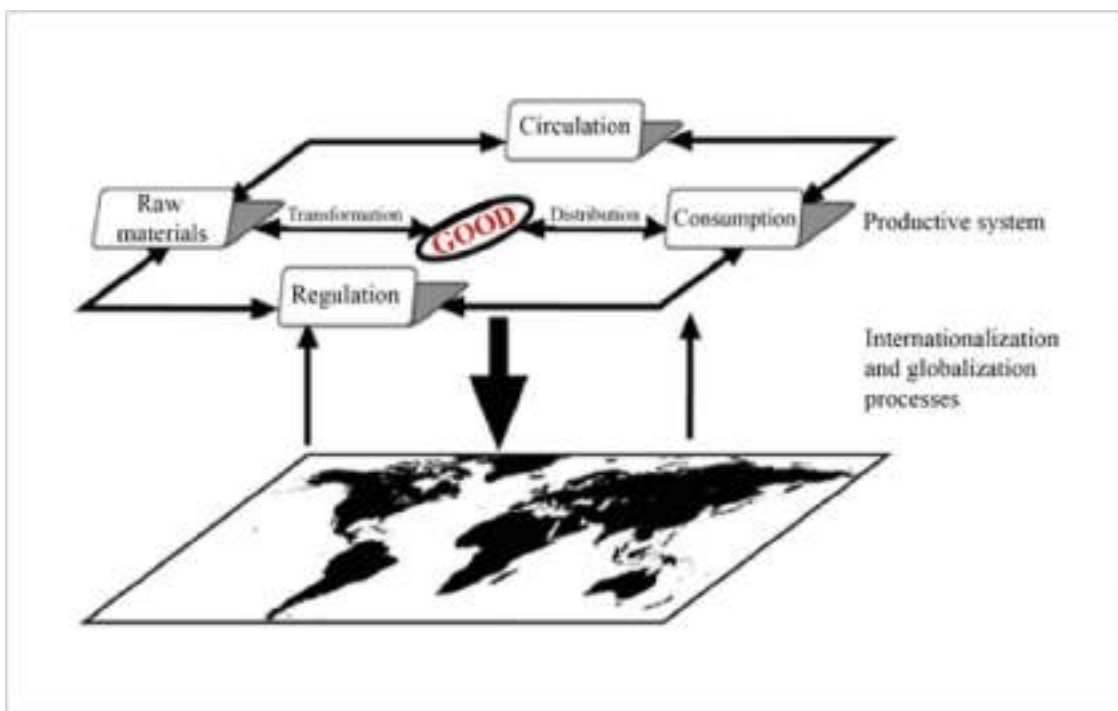 Circulation
Raw
materials
Transformation
GOOD
Distribution
Consumption
Productive system
Regulation
Internationalization
and globalization
processes